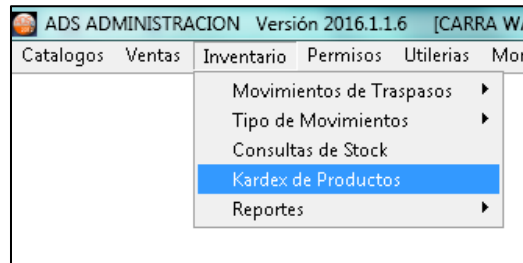 ADS ADMINISTRACION Versión 2016.1.1.6 [CARRA
Catalogos Ventas Inventario Permisos Utilerias
Movimientos de Traspasos
Tipo de Movimientos
Consultas de Stock
Kardex de Productos
Reportes